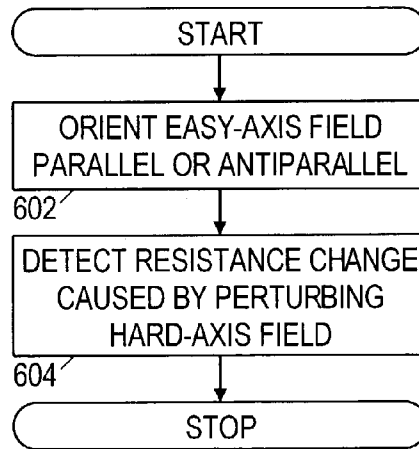 START
ORIENT EASY-AXIS FIELD
PARALLEL OR ANTIPARALLEL
602
DETECT RESISTANCE CHANGE
CAUSED BY PERTURBING
HARD-AXIS FIELD
604
STOP